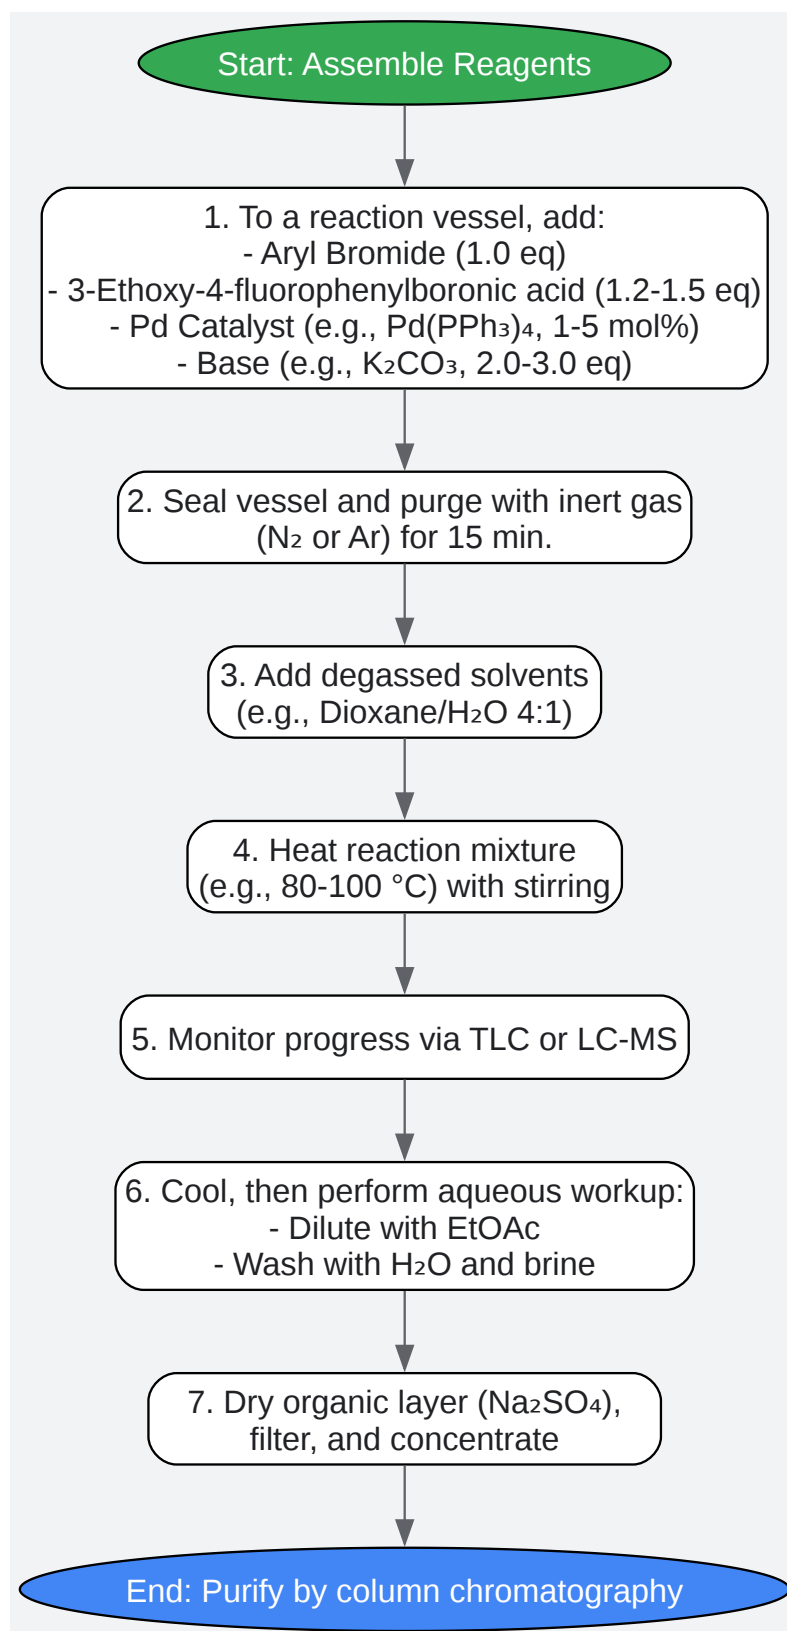 Start: Assemble Reagents
1. To a reaction vessel, add:
- Aryl Bromide (1.0 eq)
- 3-Ethoxy-4-fluorophenylboronic acid (1.2-1.5 eq)
- Pd Catalyst (e.g., Pd(PPh₃)₄, 1-5 mol%)
- Base (e.g., K₂CO₃, 2.0-3.0 eq)
2. Seal vessel and purge with inert gas
(N₂ or Ar) for 15 min.
3. Add degassed solvents
(e.g., Dioxane/H₂O 4:1)
4. Heat reaction mixture
(e.g., 80-100 °C) with stirring
5. Monitor progress via TLC or LC-MS
6. Cool, then perform aqueous workup:
- Dilute with EtOAc
- Wash with H₂O and brine
7. Dry organic layer (Na₂SO₄),
filter, and concentrate
End: Purify by column chromatography